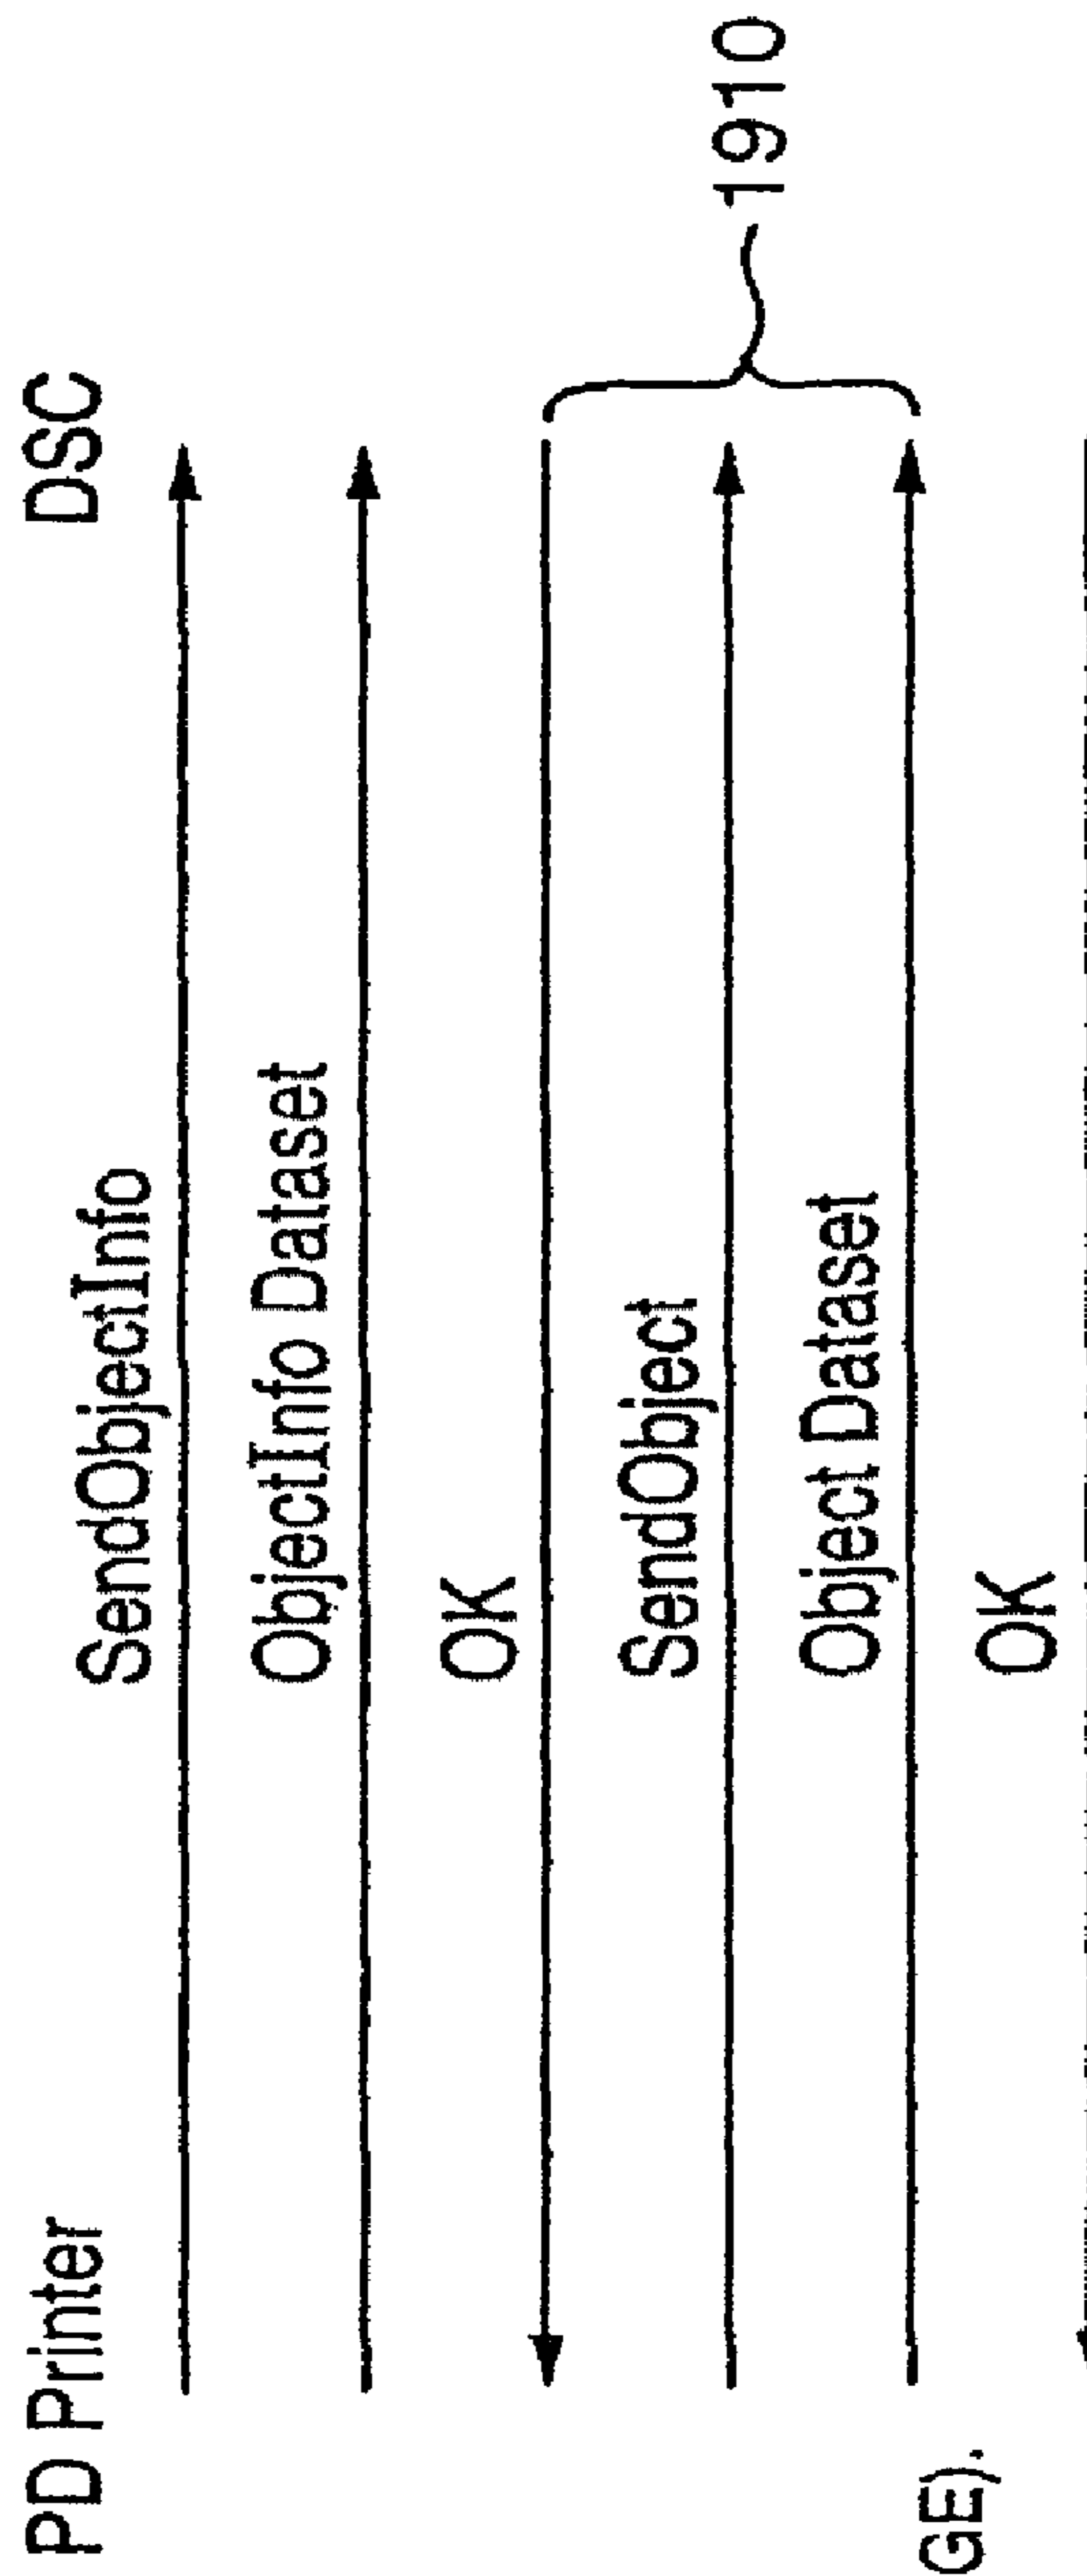 PD Printer DSC
SendObjectInfo
ObjectInfo Dataset
OK
SendObject
1910
Object Dataset
GE).
OK